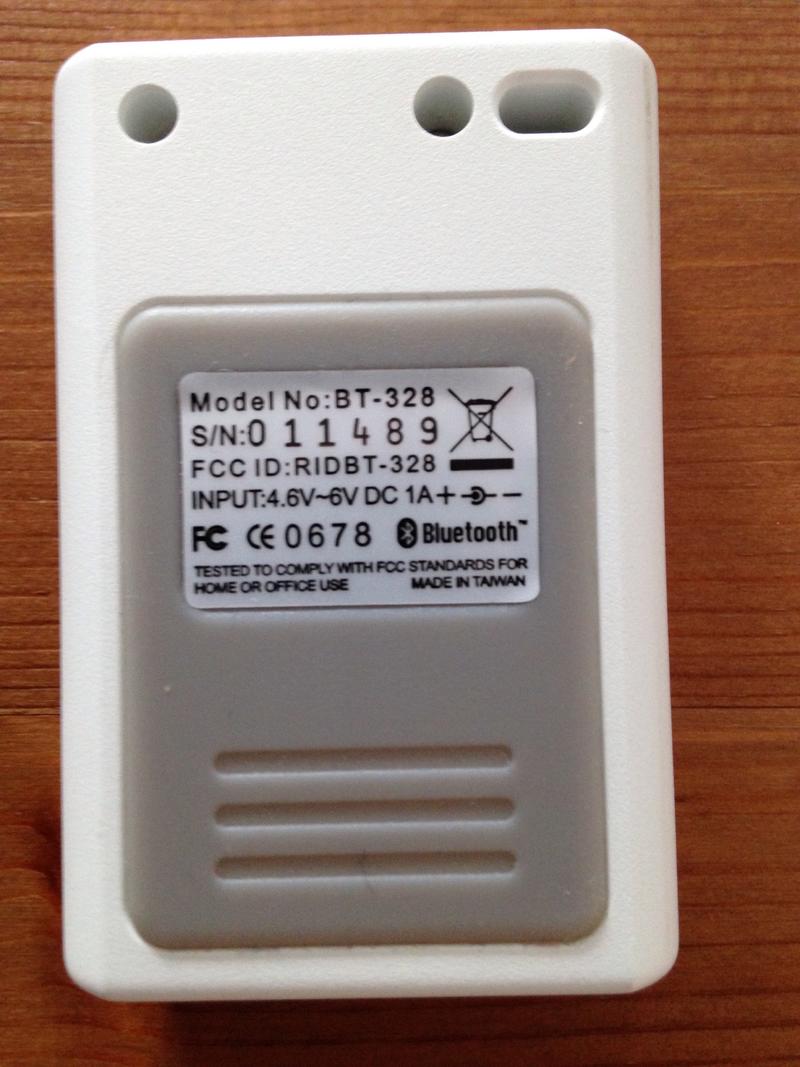 Model No:BT-328
S/N:011489
FCC ID:RIDBT-328
INPUT:4.6V~6V DC 1A+ -
FC CE 0678 Bluetooth™
TESTED TO COMPLY WITH FCC STANDARDS FOR
HOME OR OFFICE USE MADE IN TAIWAN